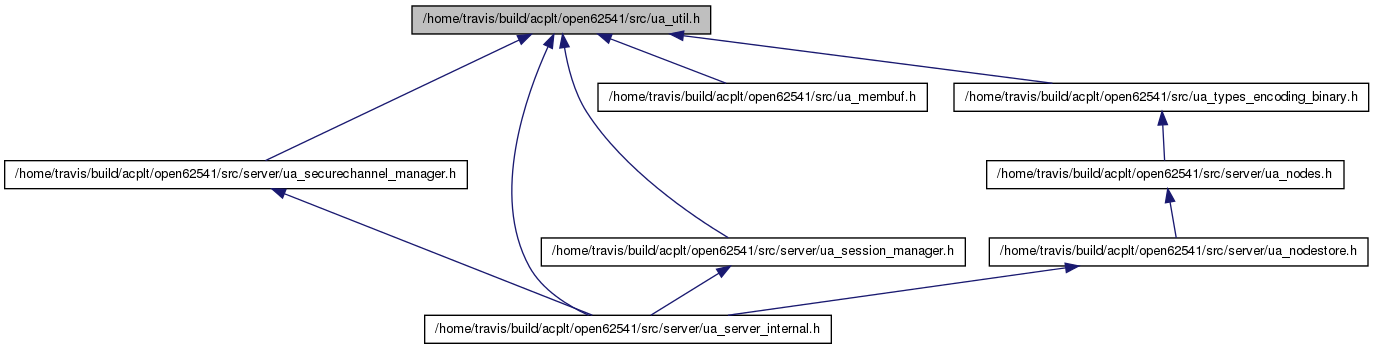 /home/travis/build/acplt/open62541/src/ua_util.h
/home/travis/build/acplt/open62541/src/ua_membuf.h
/home/travis/build/acplt/open62541/src/ua_types_encoding_binary.h
/home/travis/build/acplt/open62541/src/server/ua_securechannel_manager.h
/home/travis/build/acplt/open62541/src/server/ua_nodes.h
/home/travis/build/acplt/open62541/src/server/ua_session_manager.h
/home/travis/build/acplt/open62541/src/server/ua_nodestore.h
/home/travis/build/acplt/open62541/src/server/ua_server_internal.h